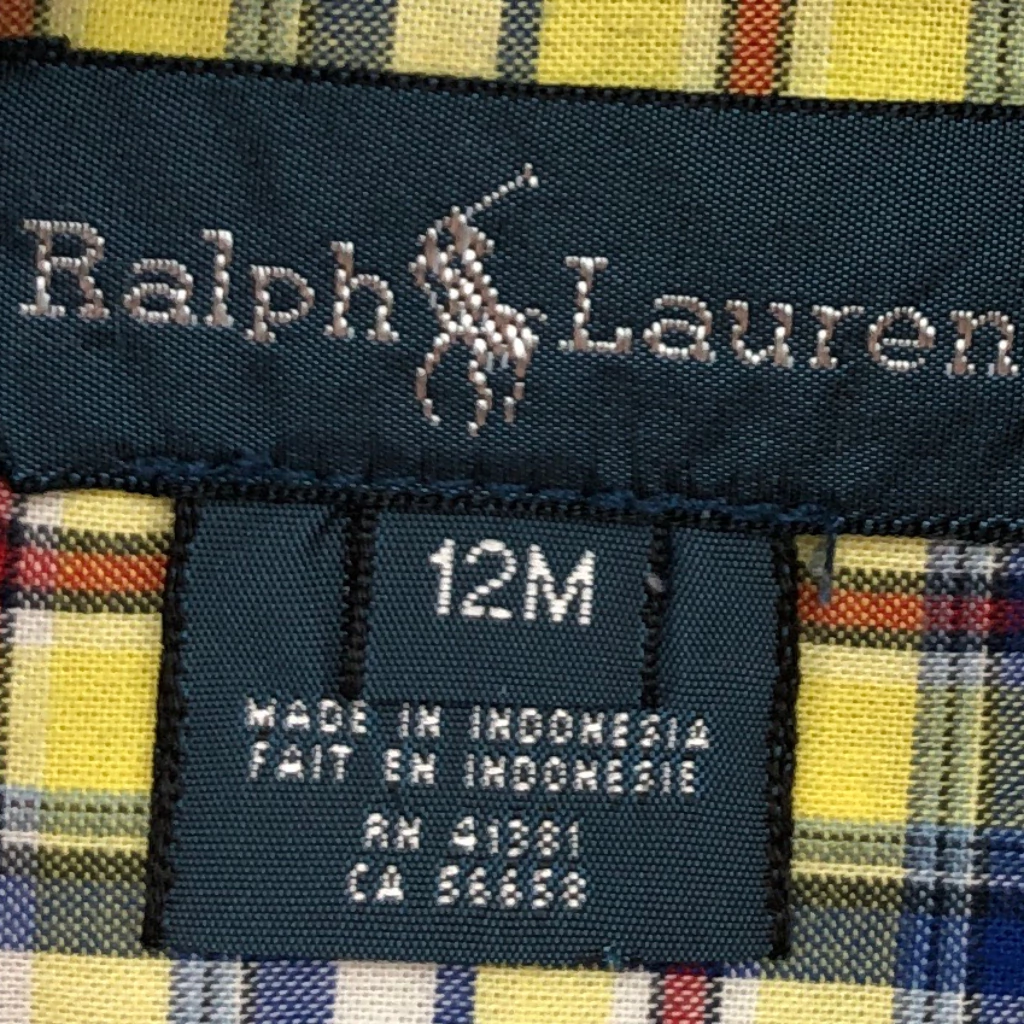 Ralph Lauren
12M
MADE IN INDONESIA
FAIT EN INDONESIE
RN 41381
CA 56658